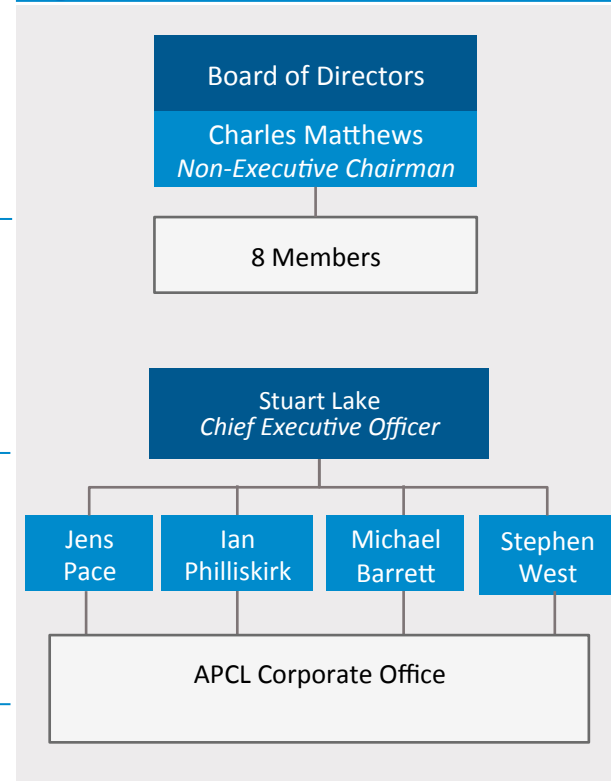 Board of Directors
Charles Matthews
Non-Executive Chairman
8 Members
Stuart Lake
Chief Executive Officer
Jens
Pace
Ian
Philliskirk
Michael
Barrett
Stephen
West
APCL Corporate Office